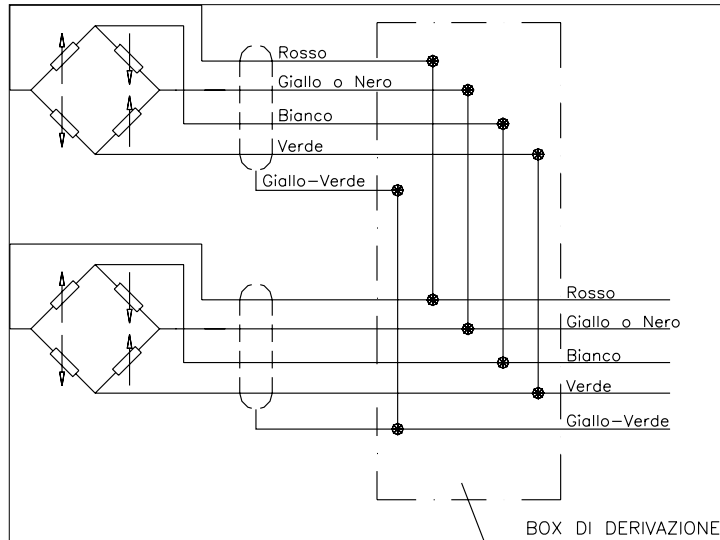 Rosso
Giallo o Nero
Bianco
Verde
Giallo-Verde
Rosso
Giallo o Nero
Bianco
Verde
Giallo-Verde
BOX DI DERIVAZIONE